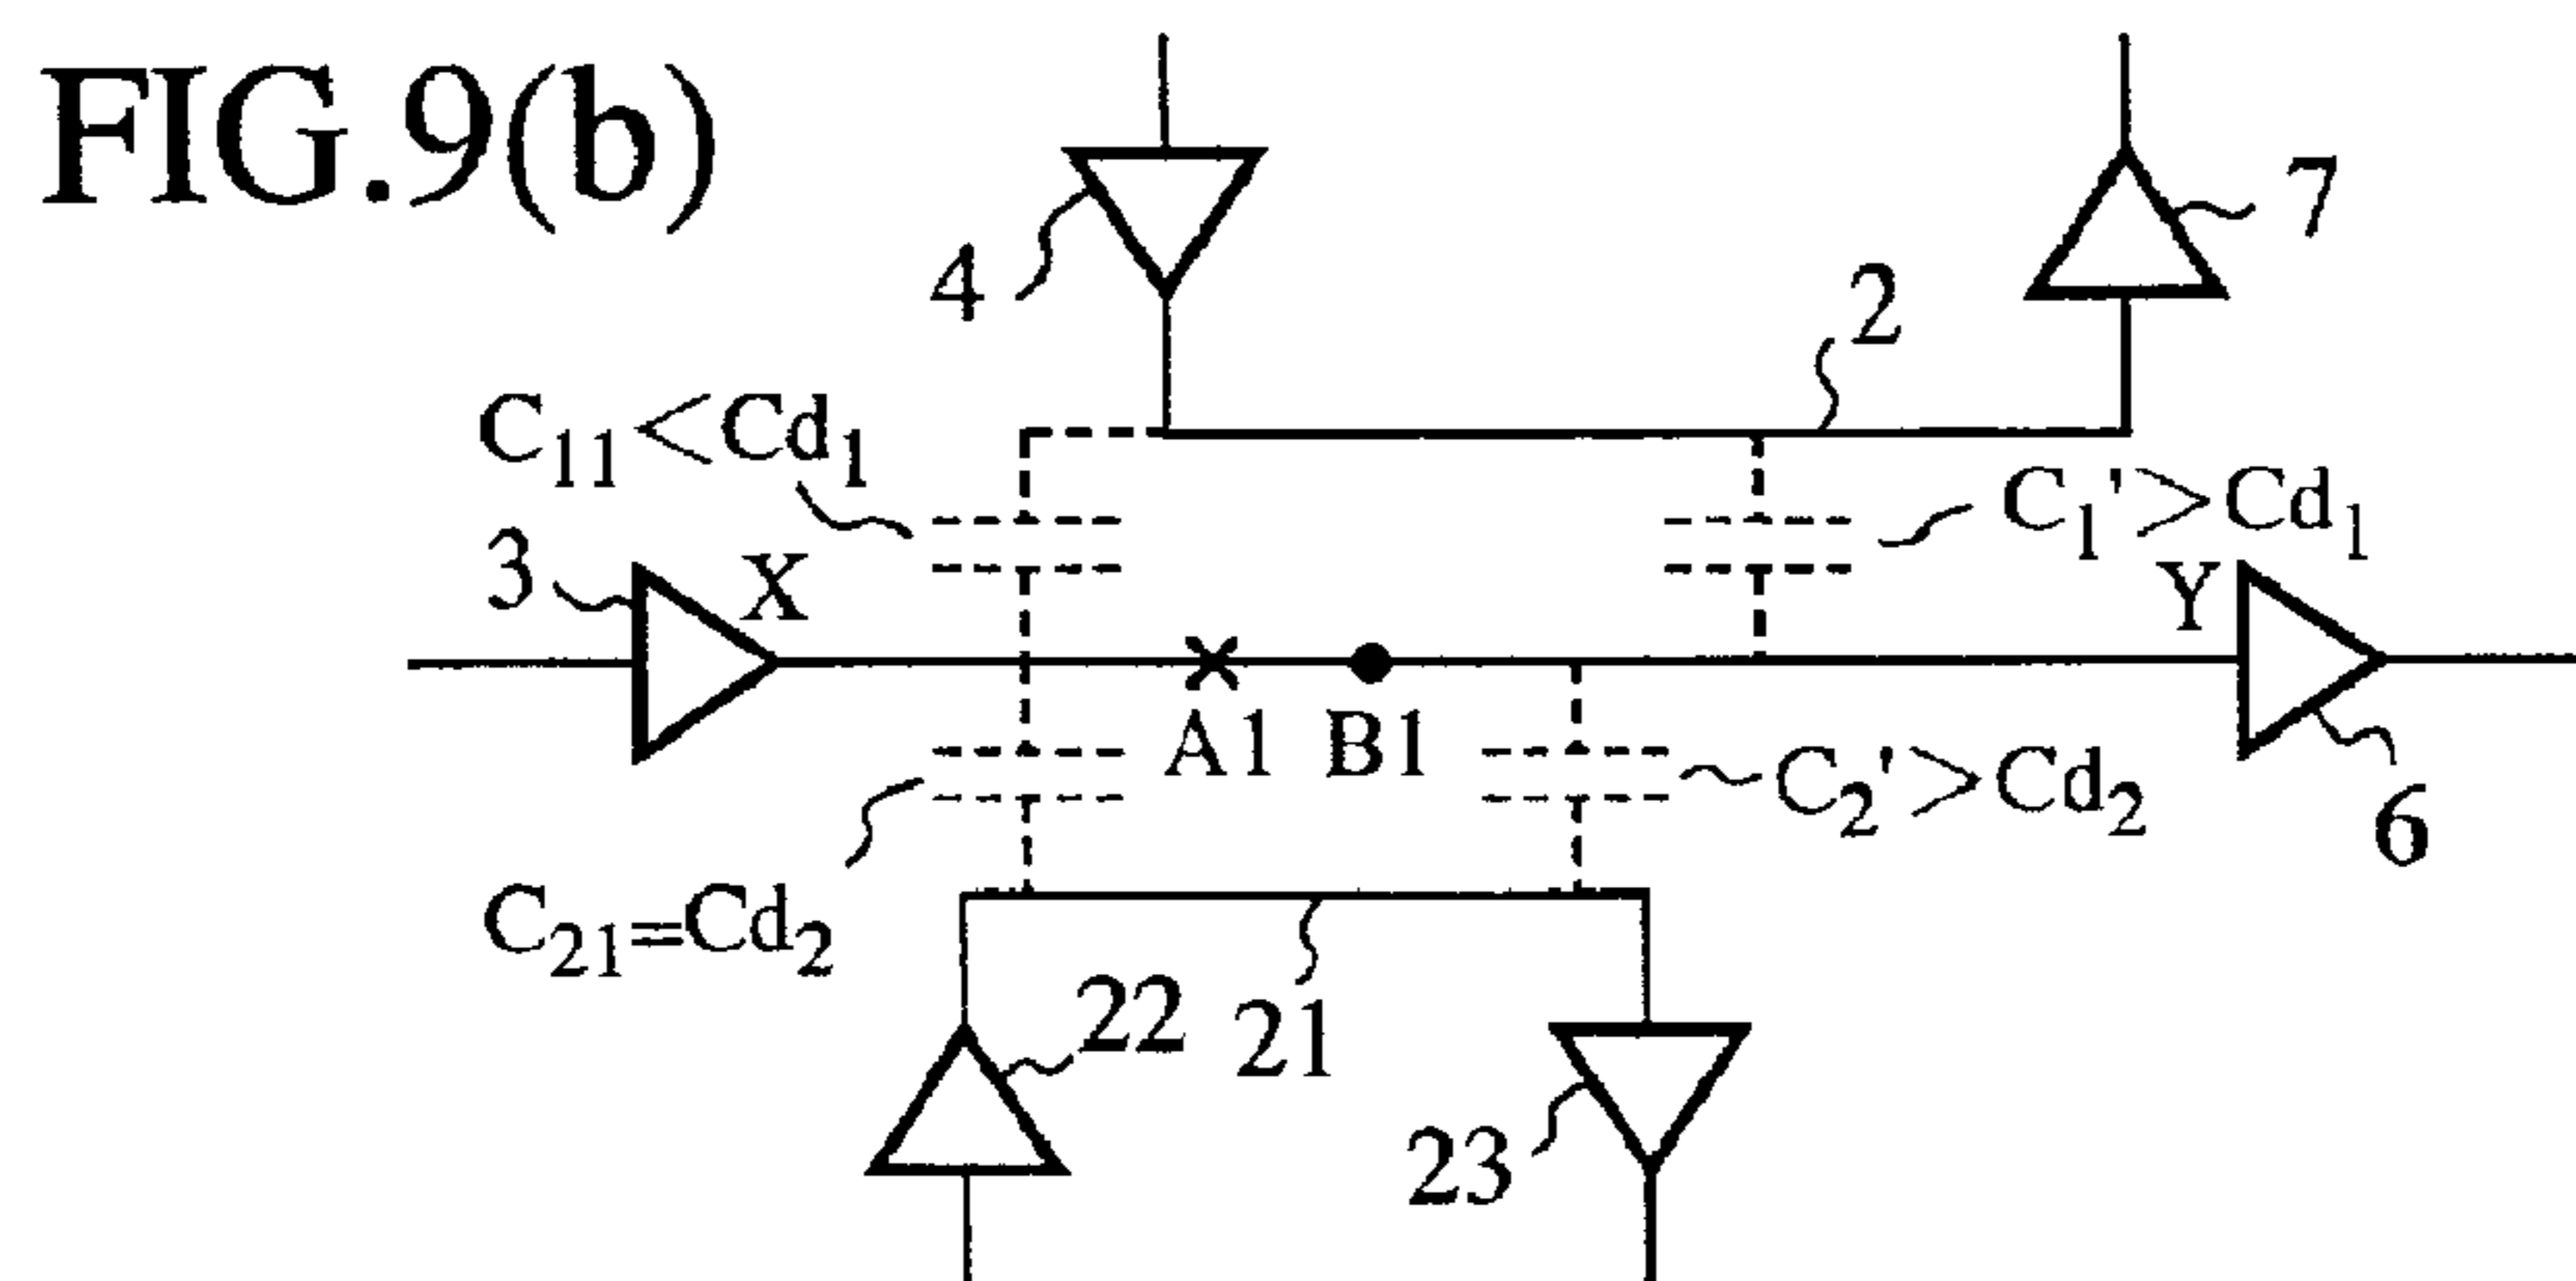 FIG.9(b)
4
7
2
C₁₁<Cd₁
C₁'>Cd₁
3
X
Y
A1
B1
C₂'>Cd₂
6
C₂₁=Cd₂
22
21
23